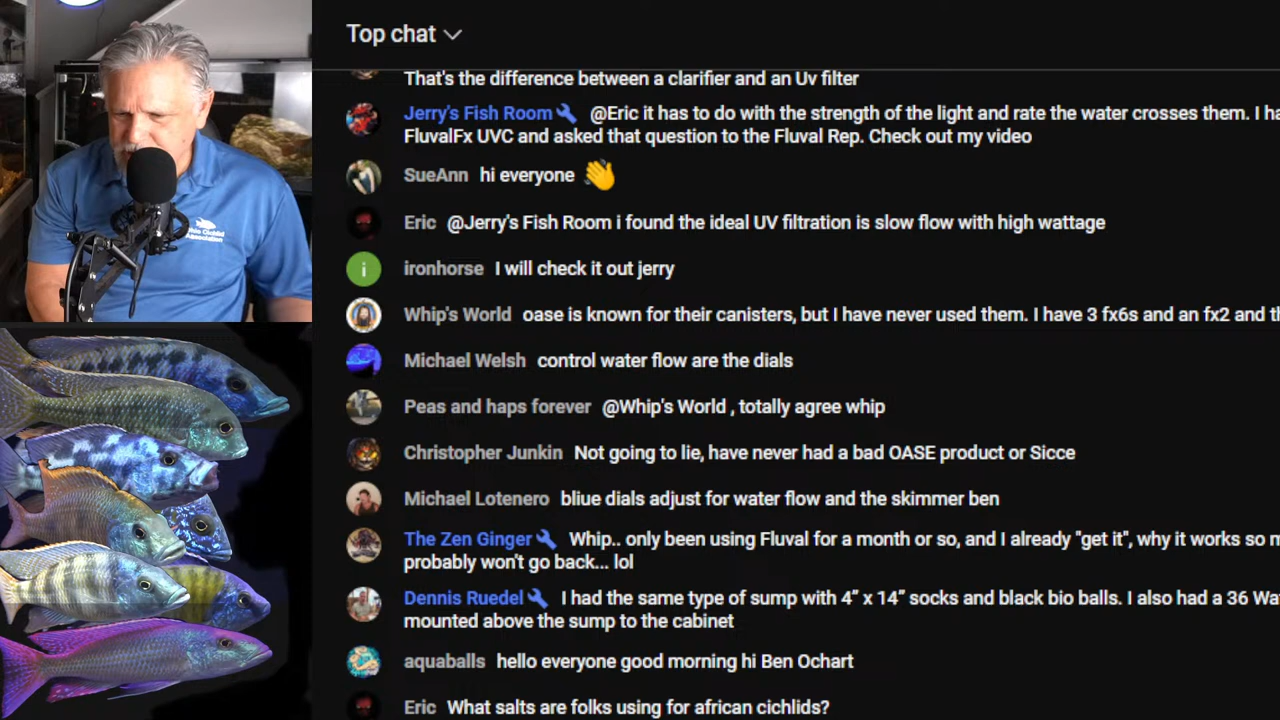 Top chat
That's the difference between a clarifier and an Uv filter
Jerry's Fish Room @Eric it has to do with the strength of the light and rate the water crosses them. I
FluvalFx UVC and asked that question to the Fluval Rep. Check out my video
SueAnn hi everyone
Eric @Jerry's Fish Room i found the ideal UV filtration is slow flow with high wattage
i ironhorse I will check it out jerry
Whip's World oase is known for their canisters, but I have never used them. I have 3 fx6s and an fx2 and
Michael Welsh control water flow are the dials
Peas and haps forever @Whip's World , totally agree whip
Christopher Junkin Not going to lie, have never had a bad OASE product or Sicce
Michael Lotenero bliue dials adjust for water flow and the skimmer ben
The Zen Ginger Whip.. only been using Fluval for a month or so, and I already "get it", why it works so
probably won't go back... lol
Dennis Ruedel I had the same type of sump with 4” x 14” socks and black bio balls. I also had a 36
mounted above the sump to the cabinet
aquaballs hello everyone good morning hi Ben Ochart
Eric What salts are folks using for african cichlids?
Ohio Cichlid
Association